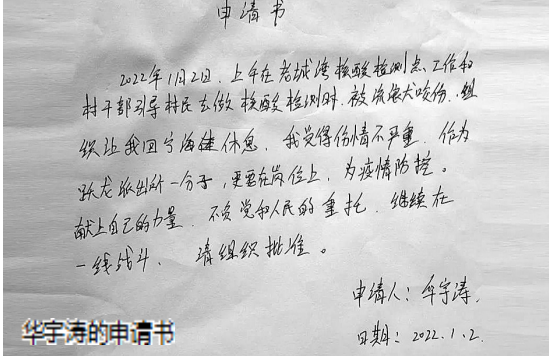 申请书
2022年1月2日,上午在老城湾核酸检测点工作和
村干部引导村民去做核酸检测时,被流浪犬咬伤,组
织让我回宁海健休息,我觉得伤情不严重,作为
跃龙派出所一分子,更要在岗位上,为疫情防控。
献上自己的力量,不负党和人民的重托,继续在
一线战斗,请组织批准。
申请人:华宇涛.
日期:2022.1.2.
华宇涛的申请书